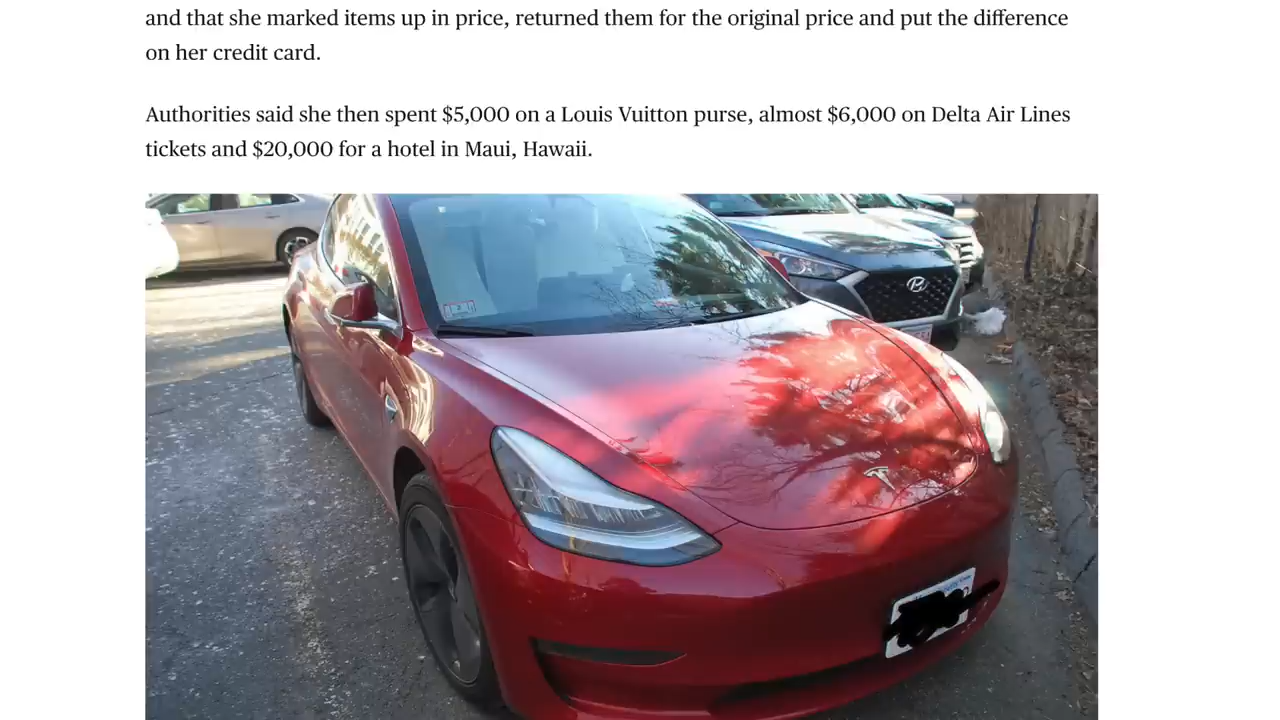 and that she marked items up in price, returned them for the original price and put the difference
on her credit card.
Authorities said she then spent $5,000 on a Louis Vuitton purse, almost $6,000 on Delta Air Lines
tickets and $20,000 for a hotel in Maui, Hawaii.